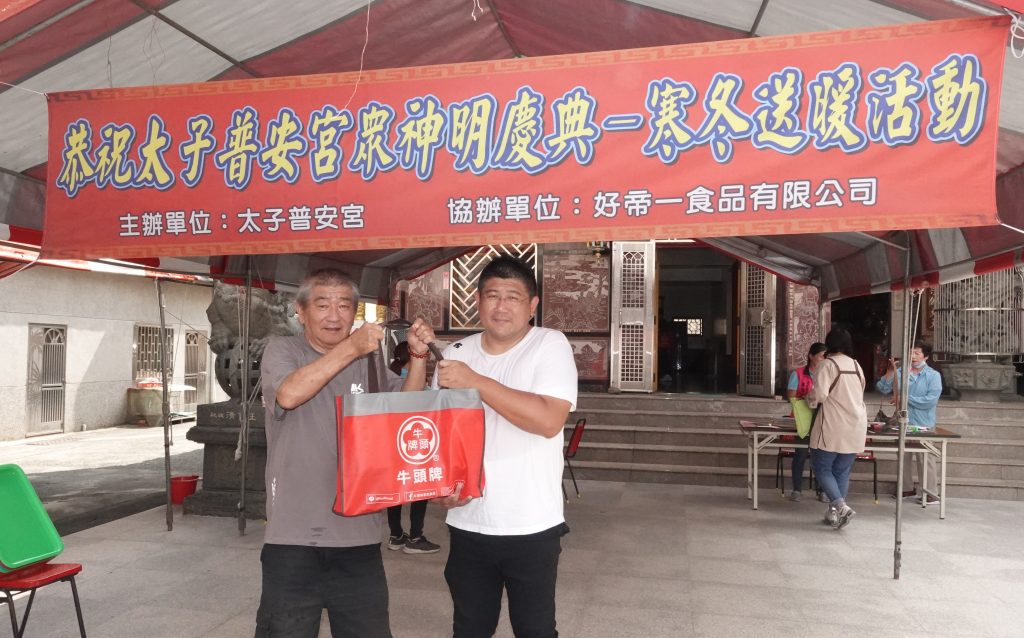 恭祝太子普安宮眾神明慶典－寒冬送暖活動
主辦單位：太子普安宮
協辦單位：好帝一食品有限公司
牛
頭牌
®
牛頭牌